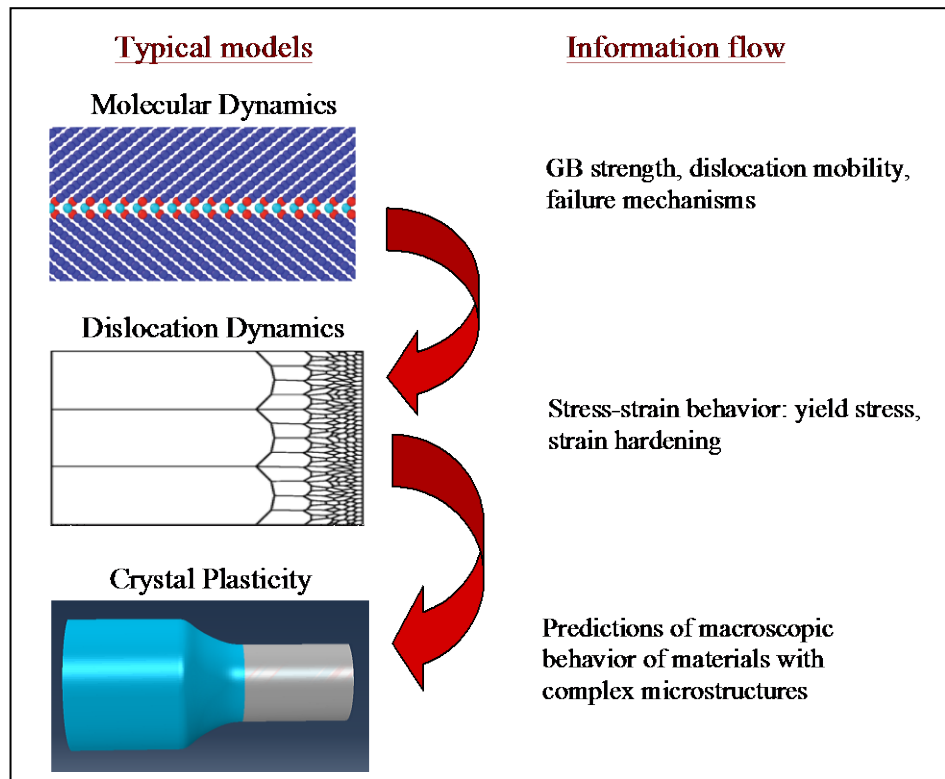 Typical models
Information flow
Molecular Dynamics
GB strength, dislocation mobility,
failure mechanisms
Dislocation Dynamics
Stress-strain behavior: yield stress,
strain hardening
Crystal Plasticity
Predictions of macroscopic
behavior of materials with
complex microstructures